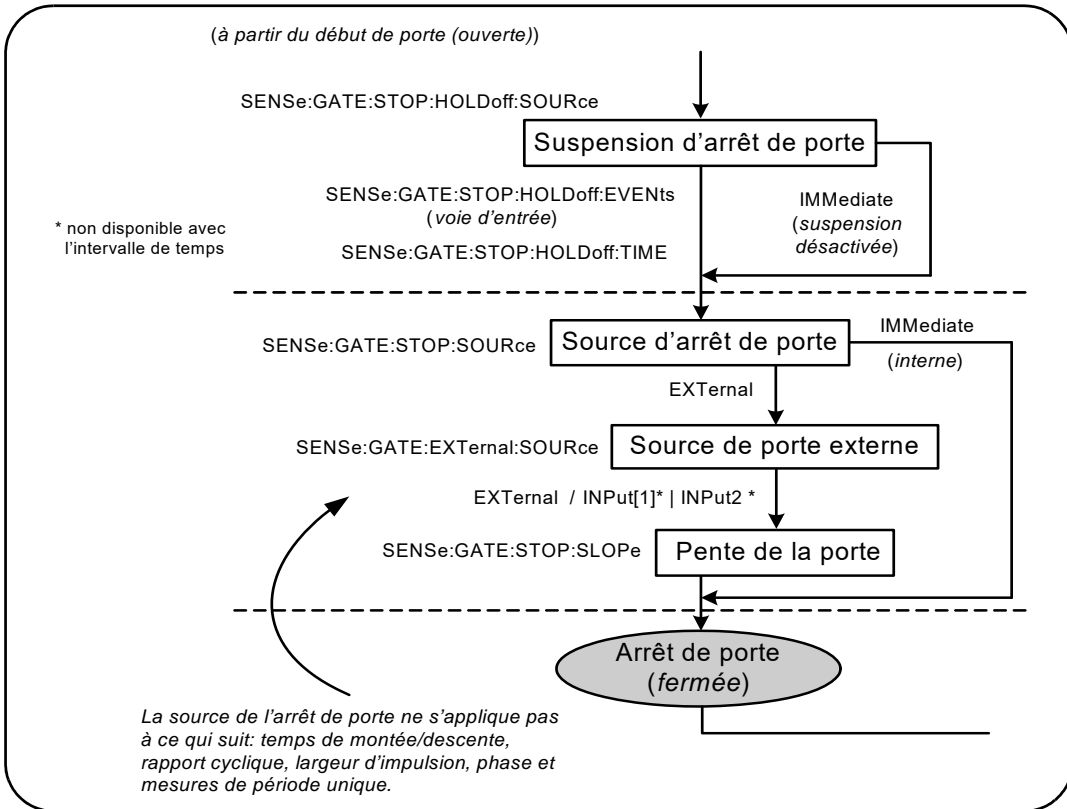 (à partir du début de porte (ouverte))
SENSe:GATE:STOP:HOLDoff:SOURce
Suspension d'arrêt de porte
SENSe:GATE:STOP:HOLDoff:EVENts
(voie d'entrée)
IMMediate
(suspension
désactivée)
* non disponible avec
l'intervalle de temps
SENSe:GATE:STOP:HOLDoff:TIME
SENSe:GATE:STOP:SOURce
Source d'arrêt de porte
IMMediate
(interne)
EXTernal
SENSe:GATE:EXTernal:SOURce
Source de porte externe
EXTernal / INPut[1]* | INPut2 *
SENSe:GATE:STOP:SLOPe
Pente de la porte
Arrêt de porte
(fermée)
La source de l'arrêt de porte ne s'applique pas
à ce qui suit: temps de montée/descente,
rapport cyclique, largeur d'impulsion, phase et
mesures de période unique.